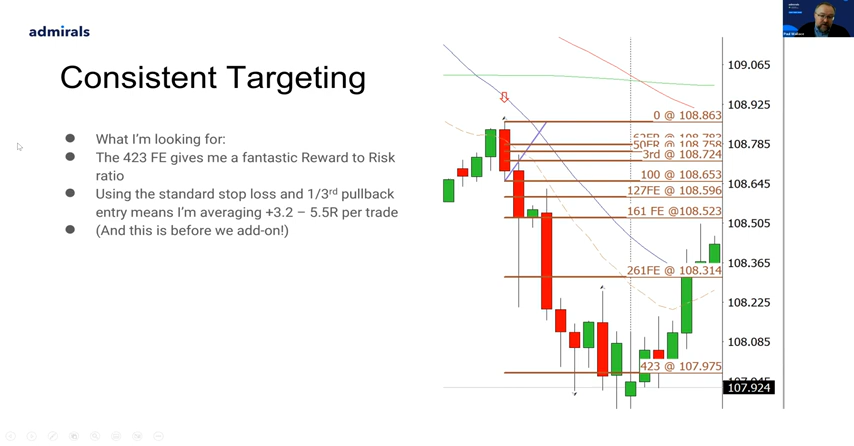 admirals
Consistent Targeting
What I'm looking for:
The 423 FE gives me a fantastic Reward to Risk
ratio
Using the standard stop loss and 1/3rd pullback
entry means I'm averaging +3.2 – 5.5R per trade
(And this is before we add-on!)
0 @ 108.863
50FR @ 108.758
3rd @ 108.724
100 @ 108.653
127FE @ 108.596
161 FE @108.523
261FE @ 108.314
423 @ 107.975
109.065
108.925
108.785
108.645
108.505
108.365
108.225
108.085
107.924
admirals